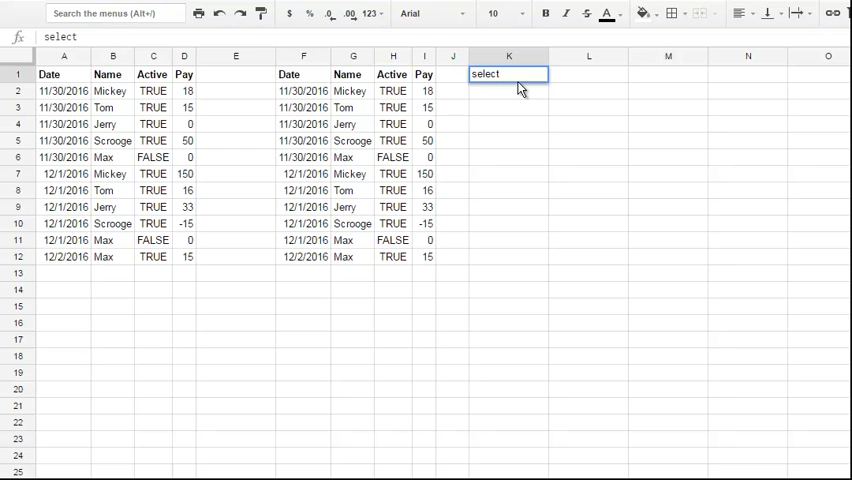 Search the menus (Alt+/) $ % .0 .00 123 Arial 10 B I S A
fx select
A B C D E F G H I J K L M N O
1 Date Name Active Pay Date Name Active Pay select
2 11/30/2016 Mickey TRUE 18 11/30/2016 Mickey TRUE 18
3 11/30/2016 Tom TRUE 15 11/30/2016 Tom TRUE 15
4 11/30/2016 Jerry TRUE 0 11/30/2016 Jerry TRUE 0
5 11/30/2016 Scrooge TRUE 50 11/30/2016 Scrooge TRUE 50
6 11/30/2016 Max FALSE 0 11/30/2016 Max FALSE 0
7 12/1/2016 Mickey TRUE 150 12/1/2016 Mickey TRUE 150
8 12/1/2016 Tom TRUE 16 12/1/2016 Tom TRUE 16
9 12/1/2016 Jerry TRUE 33 12/1/2016 Jerry TRUE 33
10 12/1/2016 Scrooge TRUE -15 12/1/2016 Scrooge TRUE -15
11 12/1/2016 Max FALSE 0 12/1/2016 Max FALSE 0
12 12/2/2016 Max TRUE 15 12/2/2016 Max TRUE 15
13
14
15
16
17
18
19
20
21
22
23
24
25